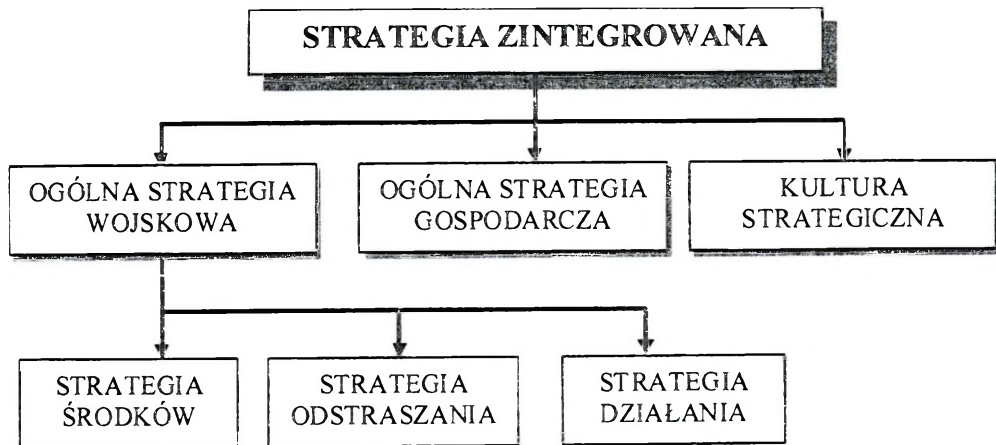 STRATEGIA ZINTEGROWANA
OGÓLNA STRATEGIA
WOJSKOWA
OGÓLNA STRATEGIA
GOSPODARCZA
KULTURA
STRATEGICZNA
STRATEGIA
ŚRODKÓW
STRATEGIA
ODSTRASZANIA
STRATEGIA
DZIAŁANIA